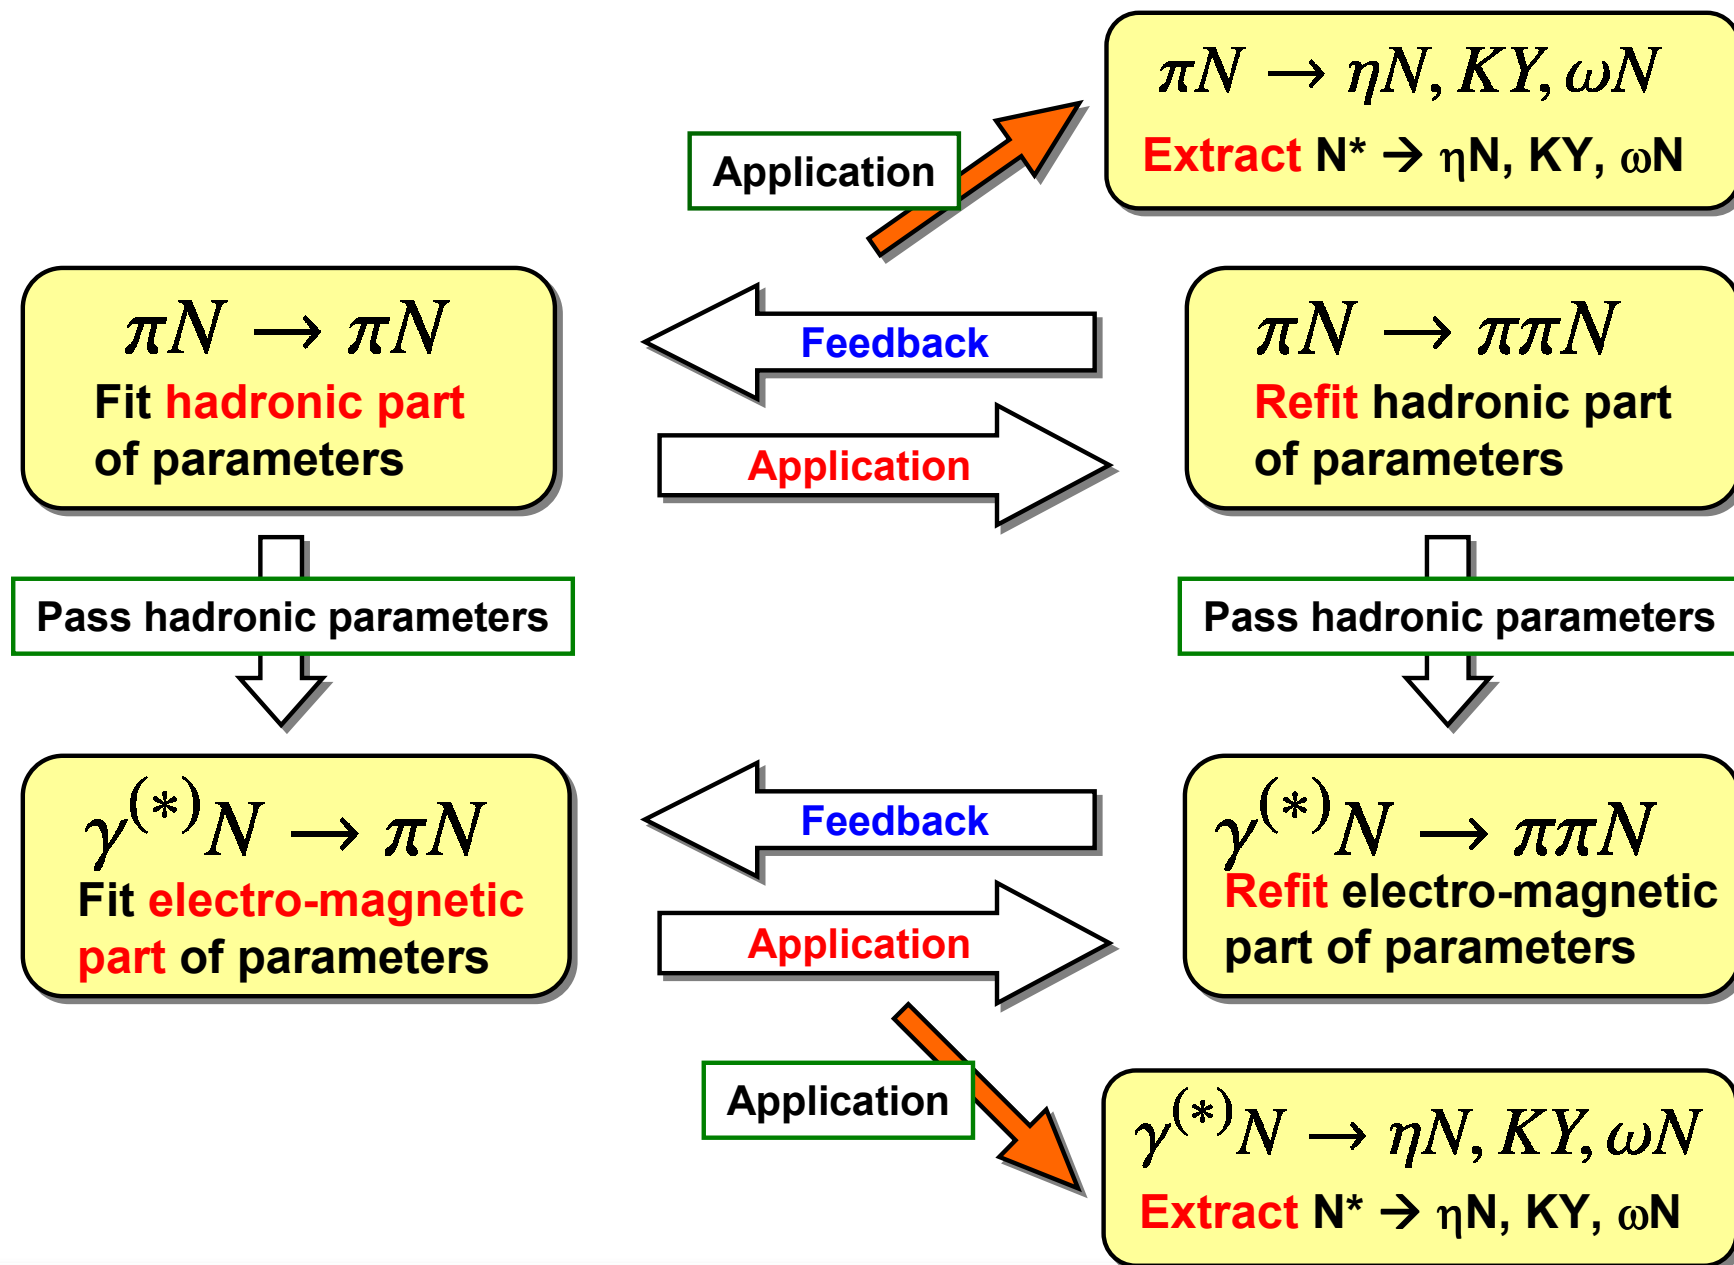 πN → ηN, KY, ωN
Extract N* → ηN, KY, ωN
Application
πN → πN
Fit hadronic part
of parameters
Feedback
Application
πN → ππN
Refit hadronic part
of parameters
Pass hadronic parameters
Pass hadronic parameters
γ(*)N → πN
Fit electro-magnetic
part of parameters
Feedback
Application
γ(*)N → ππN
Refit electro-magnetic
part of parameters
Application
γ(*)N → ηN, KY, ωN
Extract N* → ηN, KY, ωN